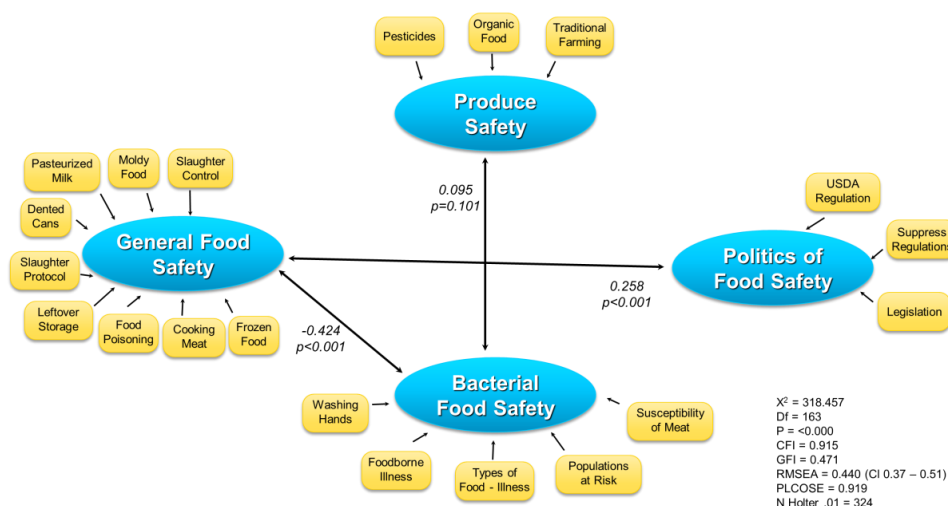 Pesticides
Organic
Food
Traditional
Farming
Produce
Safety
Pasteurized
Milk
Moldy
Food
Slaughter
Control
Dented
Cans
General Food
Safety
Slaughter
Protocol
Leftover
Storage
Food
Poisoning
Cooking
Meat
Frozen
Food
0.095
p=0.101
USDA
Regulation
Suppress
Regulations
Politics of
Food Safety
Legislation
0.258
p<0.001
-0.424
p<0.001
Bacterial
Food Safety
Washing
Hands
Foodborne
Illness
Types of
Food - Illness
Populations
at Risk
Susceptibility
of Meat
X² = 318.457
Df = 163
P = <0.000
CFI = 0.915
GFI = 0.471
RMSEA = 0.440 (CI 0.37 – 0.51)
PLCOSE = 0.919
N Holter .01 = 324